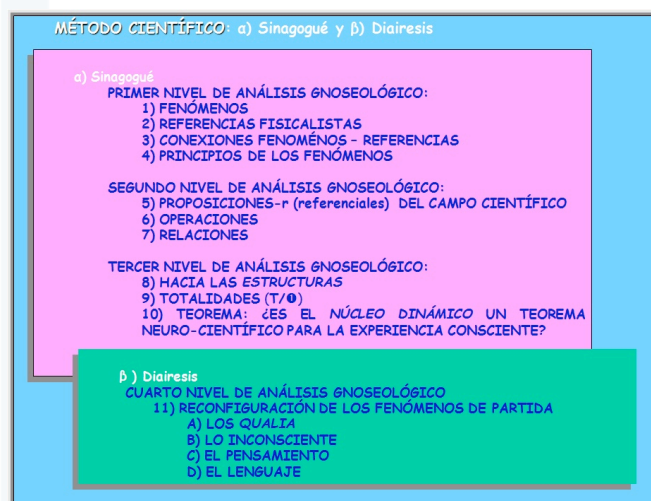 MÉTODO CIENTÍFICO: α) Sinagogué y β) Diairesis
α) Sinagogué
PRIMER NIVEL DE ANÁLISIS GNOSEOLÓGICO:
1) FENÓMENOS
2) REFERENCIAS FISICALISTAS
3) CONEXIONES FENOMÉNOS – REFERENCIAS
4) PRINCIPIOS DE LOS FENÓMENOS
SEGUNDO NIVEL DE ANÁLISIS GNOSEOLÓGICO:
5) PROPOSICIONES-r (referenciales) DEL CAMPO CIENTÍFICO
6) OPERACIONES
7) RELACIONES
TERCER NIVEL DE ANÁLISIS GNOSEOLÓGICO:
8) HACIA LAS ESTRUCTURAS
9) TOTALIDADES (T/❶)
10) TEOREMA: ¿ES EL NÚCLEO DINÁMICO UN TEOREMA
NEURO-CIENTÍFICO PARA LA EXPERIENCIA CONSCIENTE?
β ) Diairesis
CUARTO NIVEL DE ANÁLISIS GNOSEOLÓGICO
11) RECONFIGURACIÓN DE LOS FENÓMENOS DE PARTIDA
A) LOS QUALIA
B) LO INCONSCIENTE
C) EL PENSAMIENTO
D) EL LENGUAJE